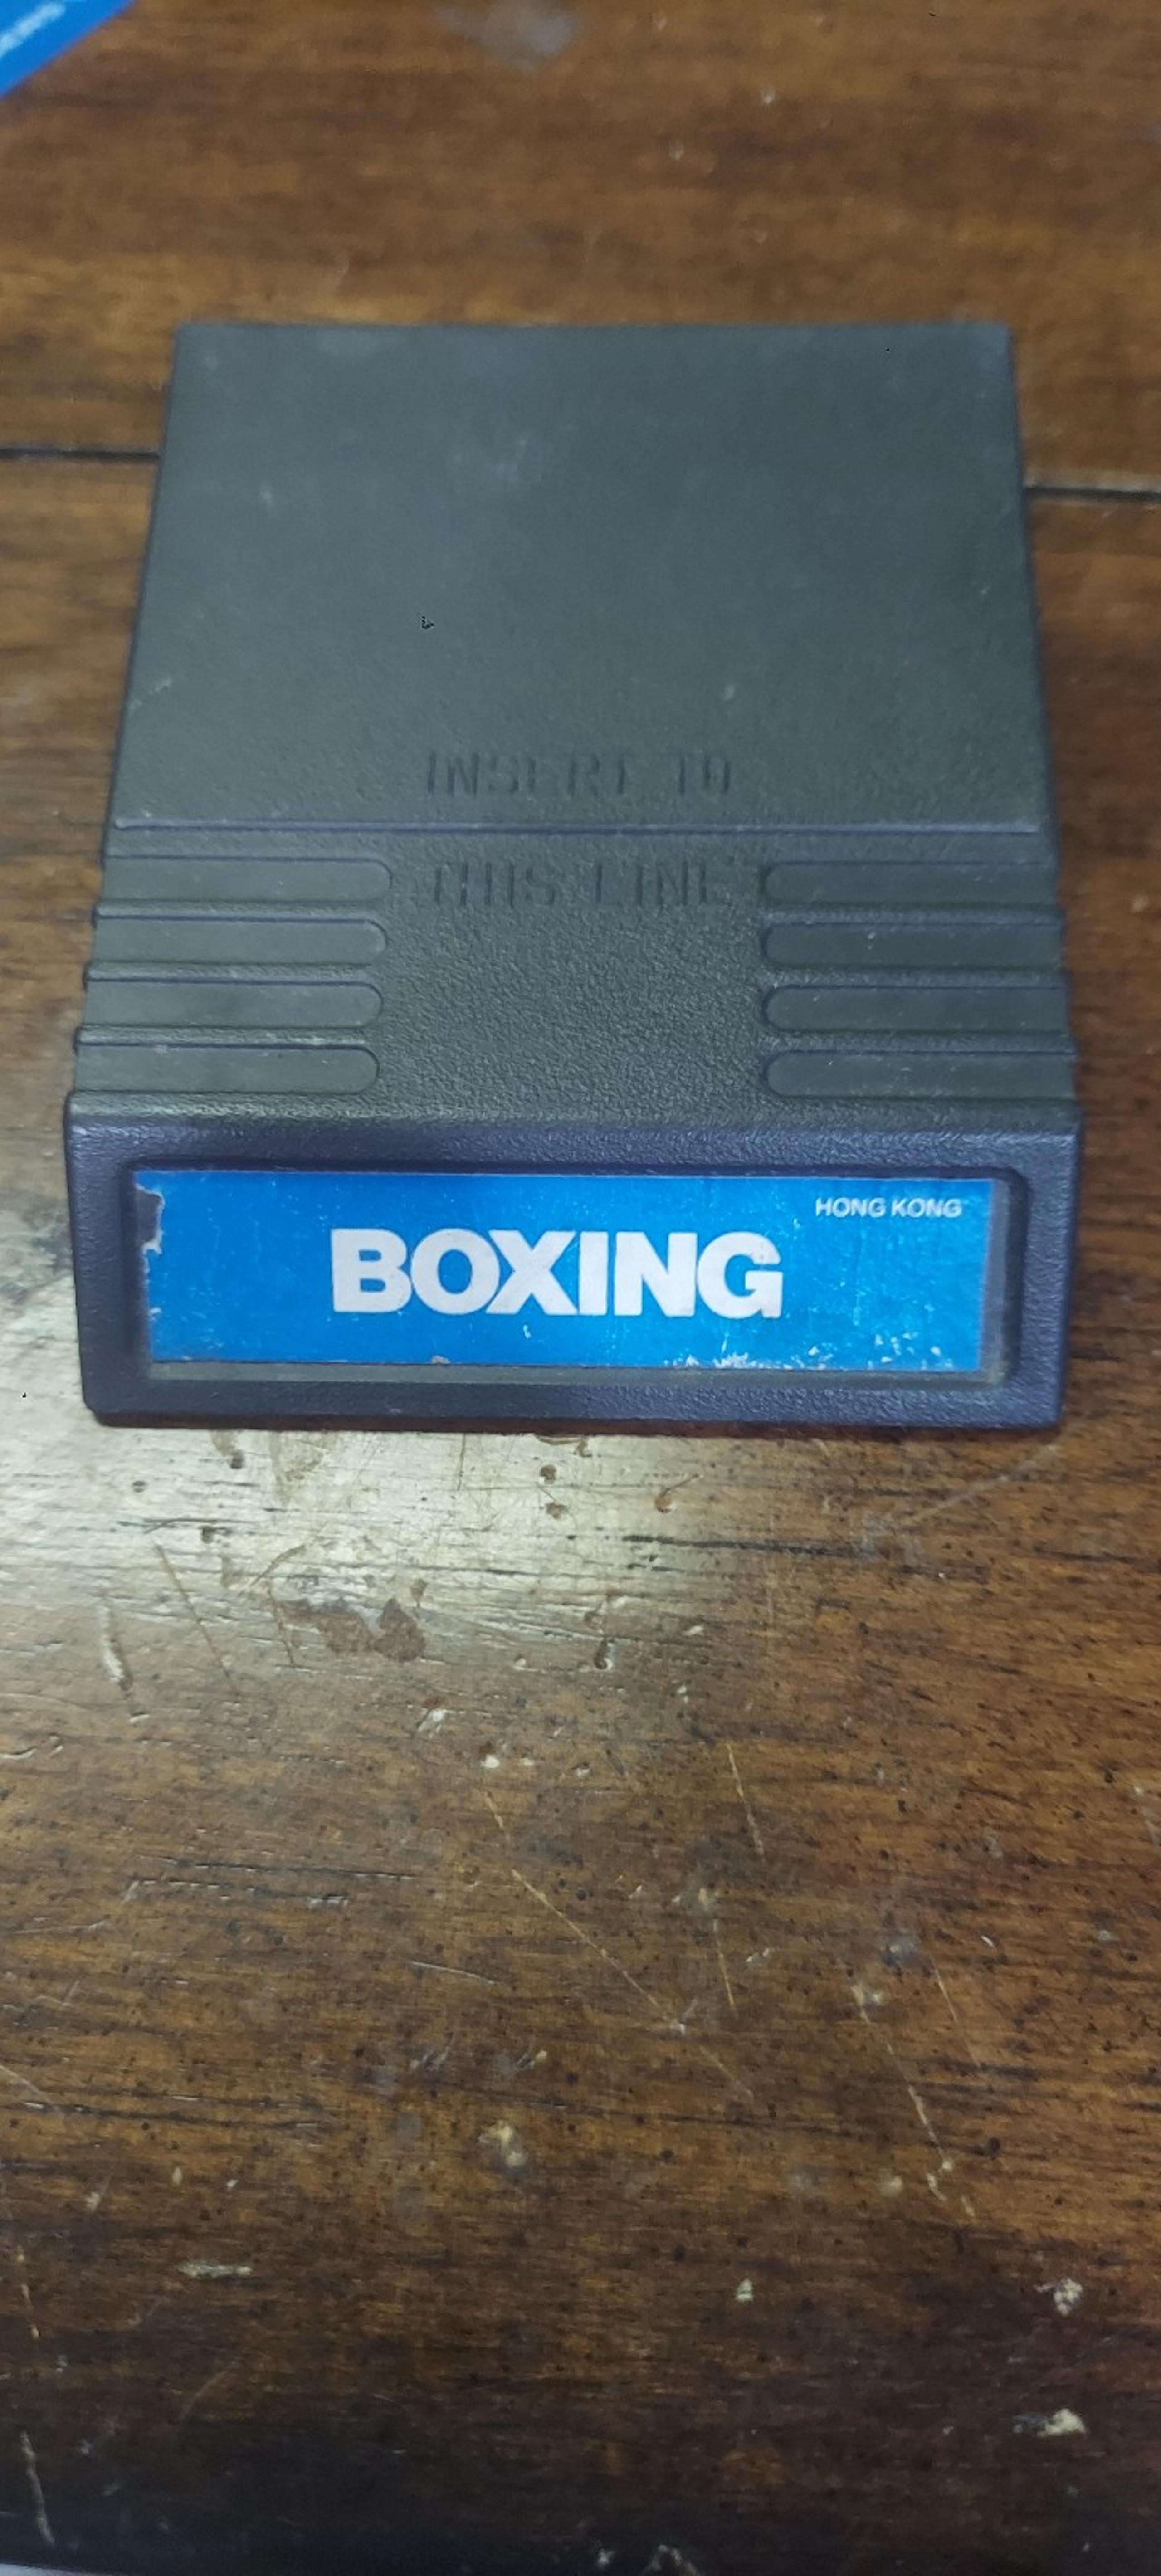 INSERT TO
THIS LINE
HONG KONG
BOXING